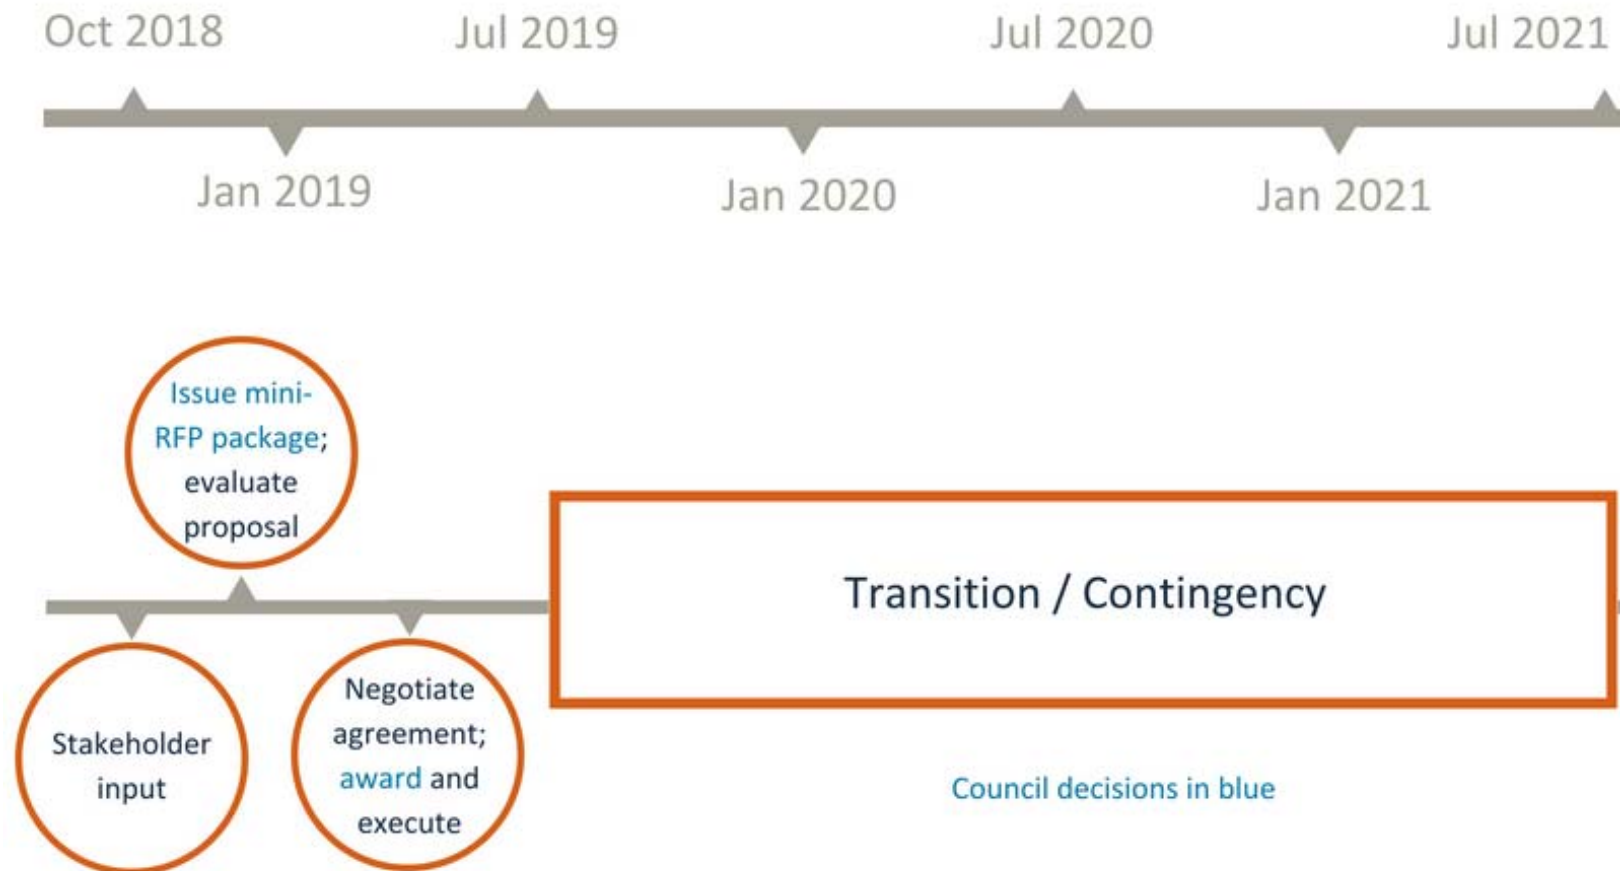 Oct 2018
Jul 2019
Jul 2020
Jul 2021
Jan 2019
Jan 2020
Jan 2021
Issue mini-
RFP package;
evaluate
proposal
Transition / Contingency
Stakeholder
input
Negotiate
agreement;
award and
execute
Council decisions in blue